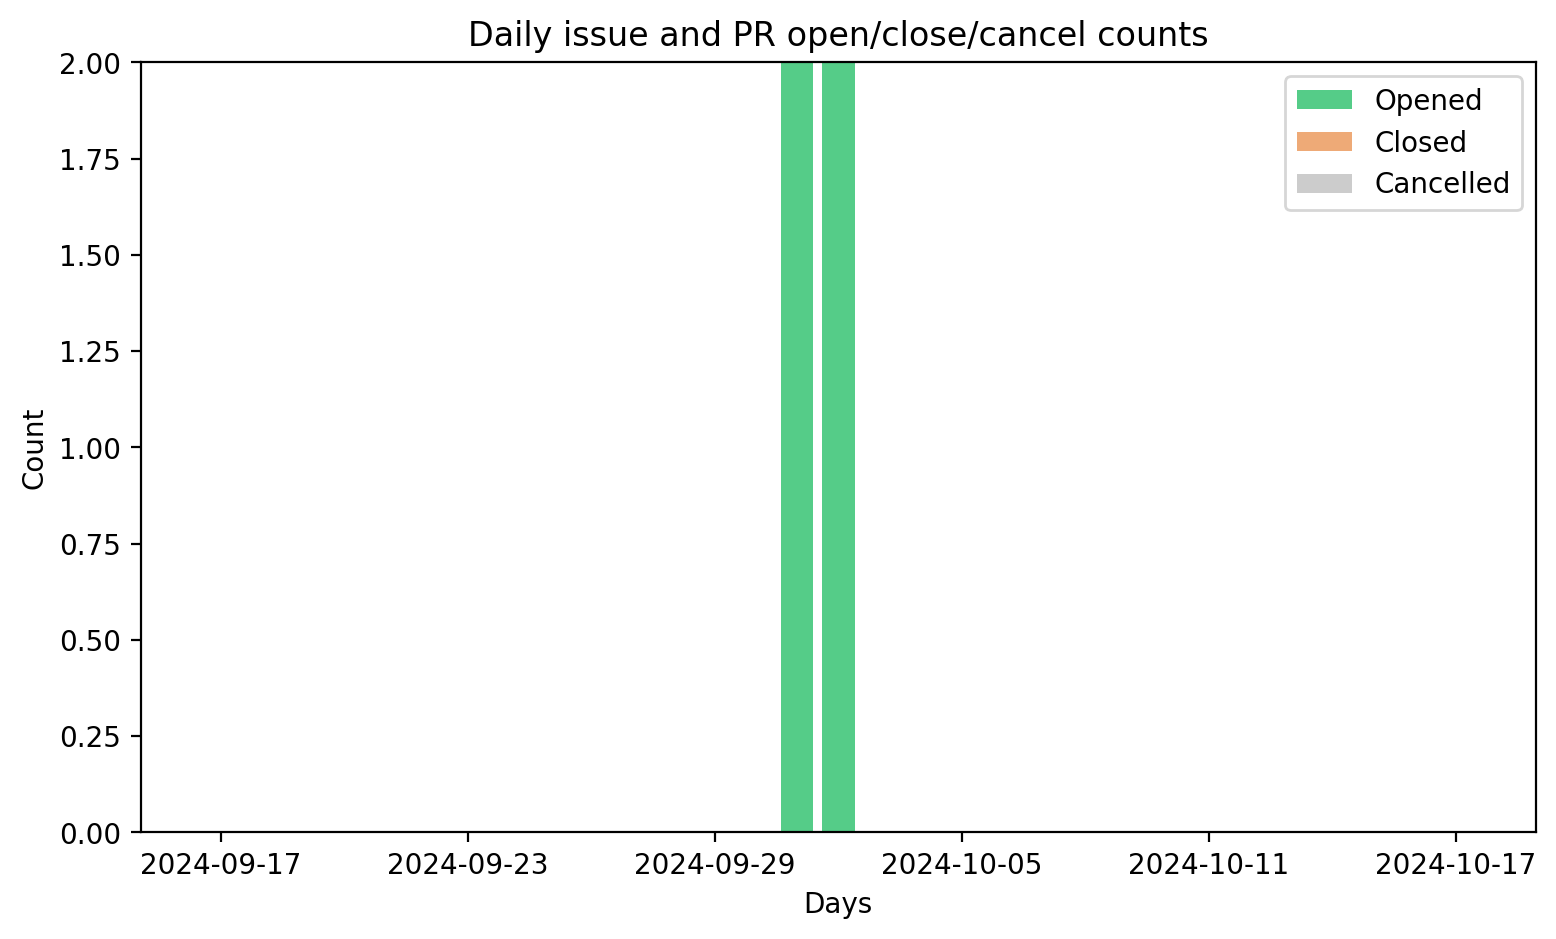 Daily issue and PR open/close/cancel counts
2.00
1.75
1.50
1.25
1.00
0.75
0.50
0.25
0.00
Count
Opened
Closed
Cancelled
2024-09-17
2024-09-23
2024-09-29
2024-10-05
2024-10-11
2024-10-17
Days